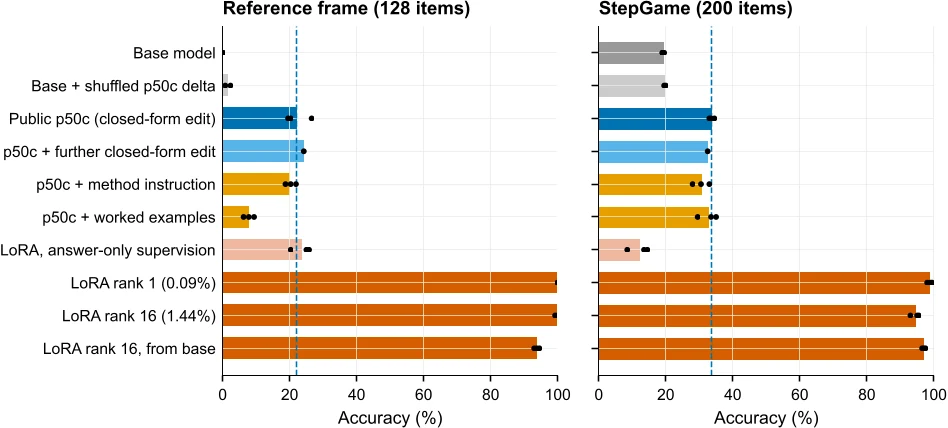 Reference frame (128 items)
StepGame (200 items)
Base model
Base + shuffled p50c delta
Public p50c (closed-form edit)
p50c + further closed-form edit
p50c + method instruction
p50c + worked examples
LoRA, answer-only supervision
LoRA rank 1 (0.09%)
LoRA rank 16 (1.44%)
LoRA rank 16, from base
0 20 40 60 80 100
0 20 40 60 80 100
Accuracy (%)
Accuracy (%)